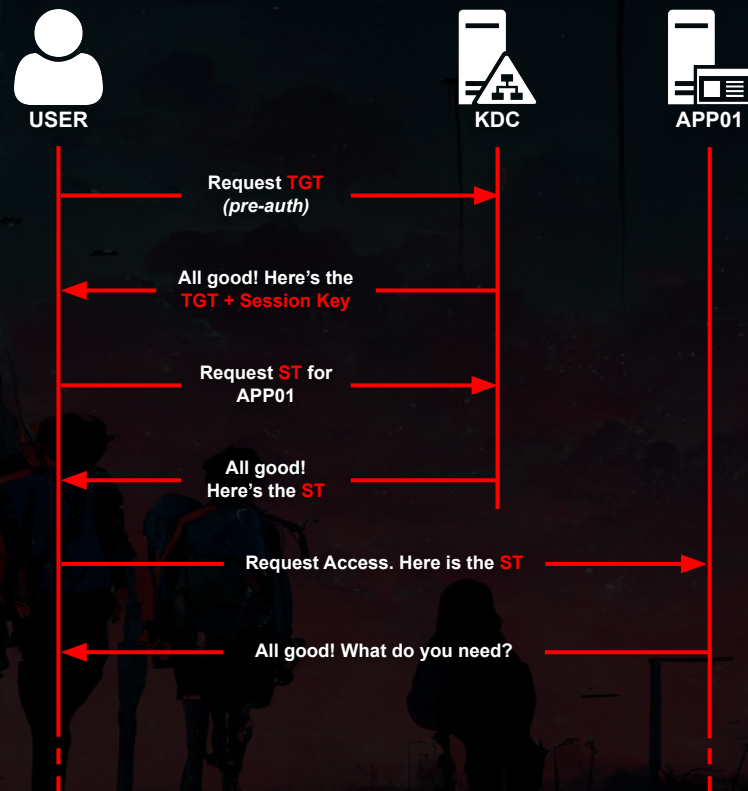 USER
KDC
APP01
Request TGT
(pre-auth)
All good! Here’s the
TGT + Session Key
Request ST for
APP01
All good!
Here’s the ST
Request Access. Here is the ST
All good! What do you need?